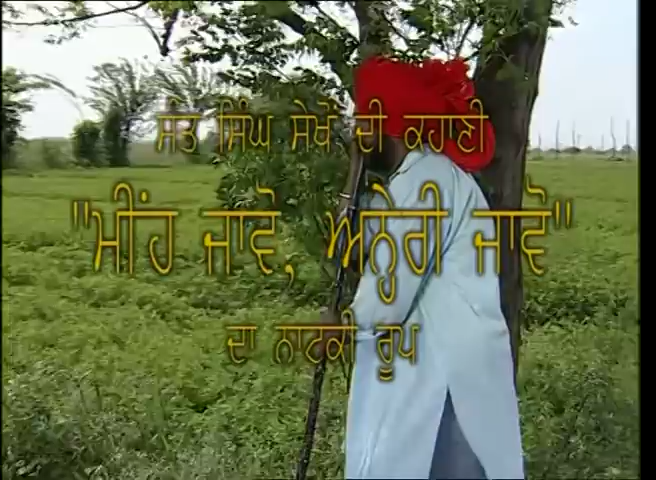 ਸੰਤ ਸਿੰਘ ਸੇਖੋਂ ਦੀ ਕਹਾਣੀ
"ਮੀਂਹ ਜਾਵੋ, ਅਨ੍ਹੇਰੀ ਜਾਵੋ"
ਦਾ ਨਾਟਕੀ ਰੂਪ